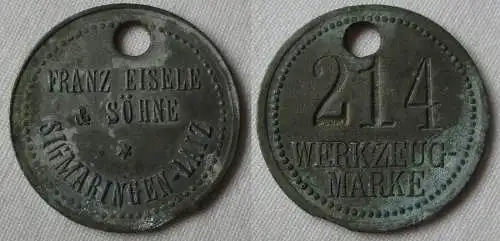 FRANZ EISELE
& SÖHNE
*
SIGMARINGEN-LAIZ
214
WERKZEUG-
MARKE